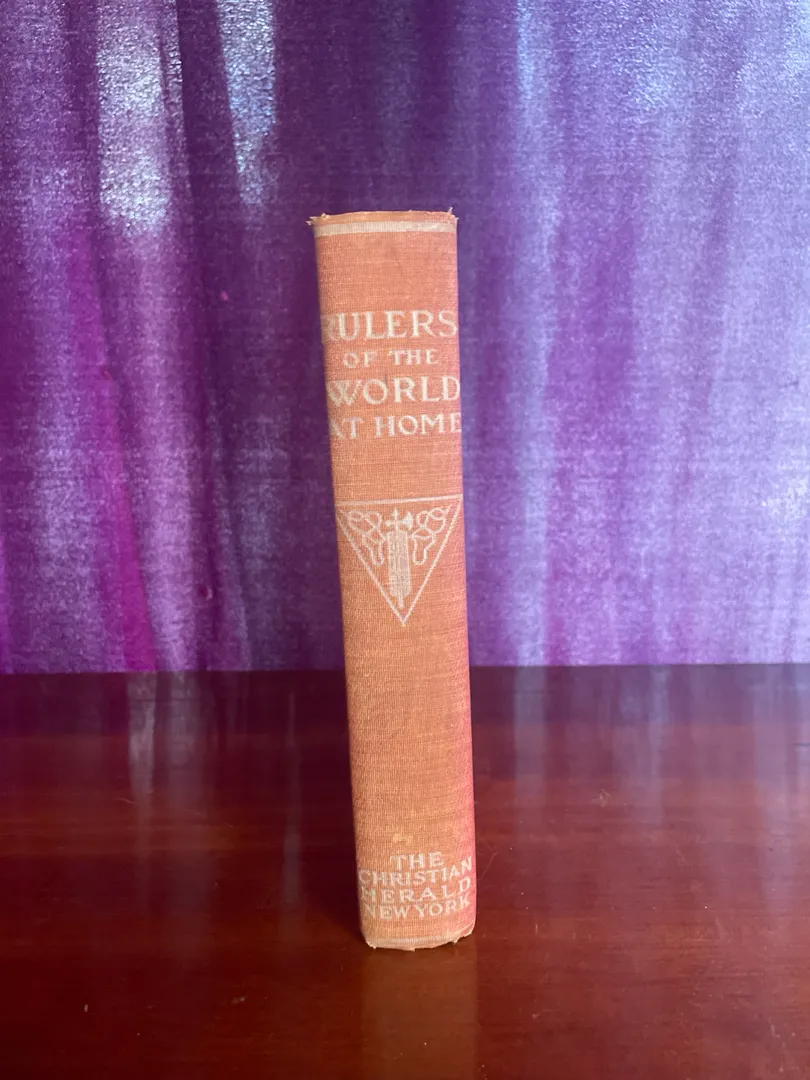 RULERS
OF THE
WORLD
AT HOME
THE
CHRISTIAN
HERALD
NEW YORK